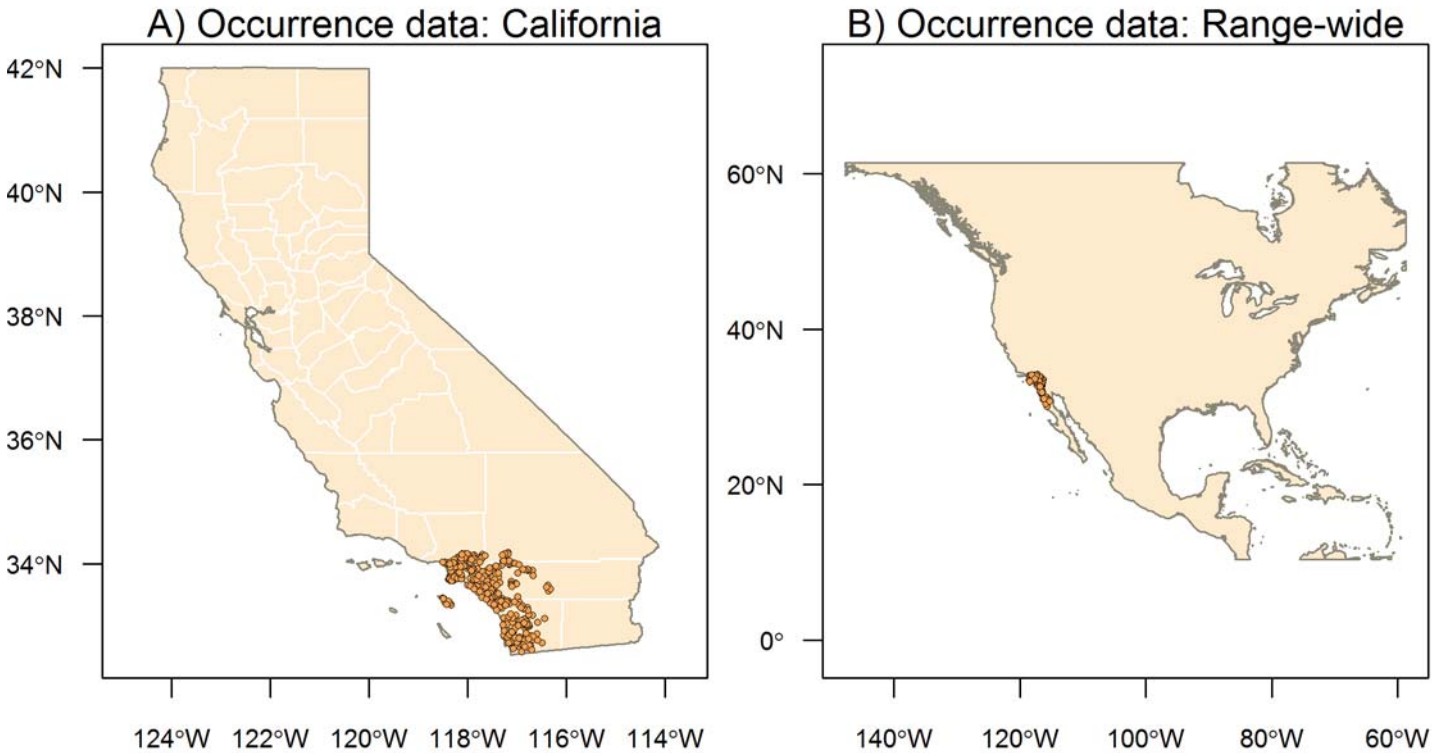 A) Occurrence data: California
42°N
40°N
38°N
36°N
34°N
124°W 122°W 120°W 118°W 116°W 114°W
B) Occurrence data: Range-wide
60°N
40°N
20°N
0°
140°W 120°W 100°W 80°W 60°W